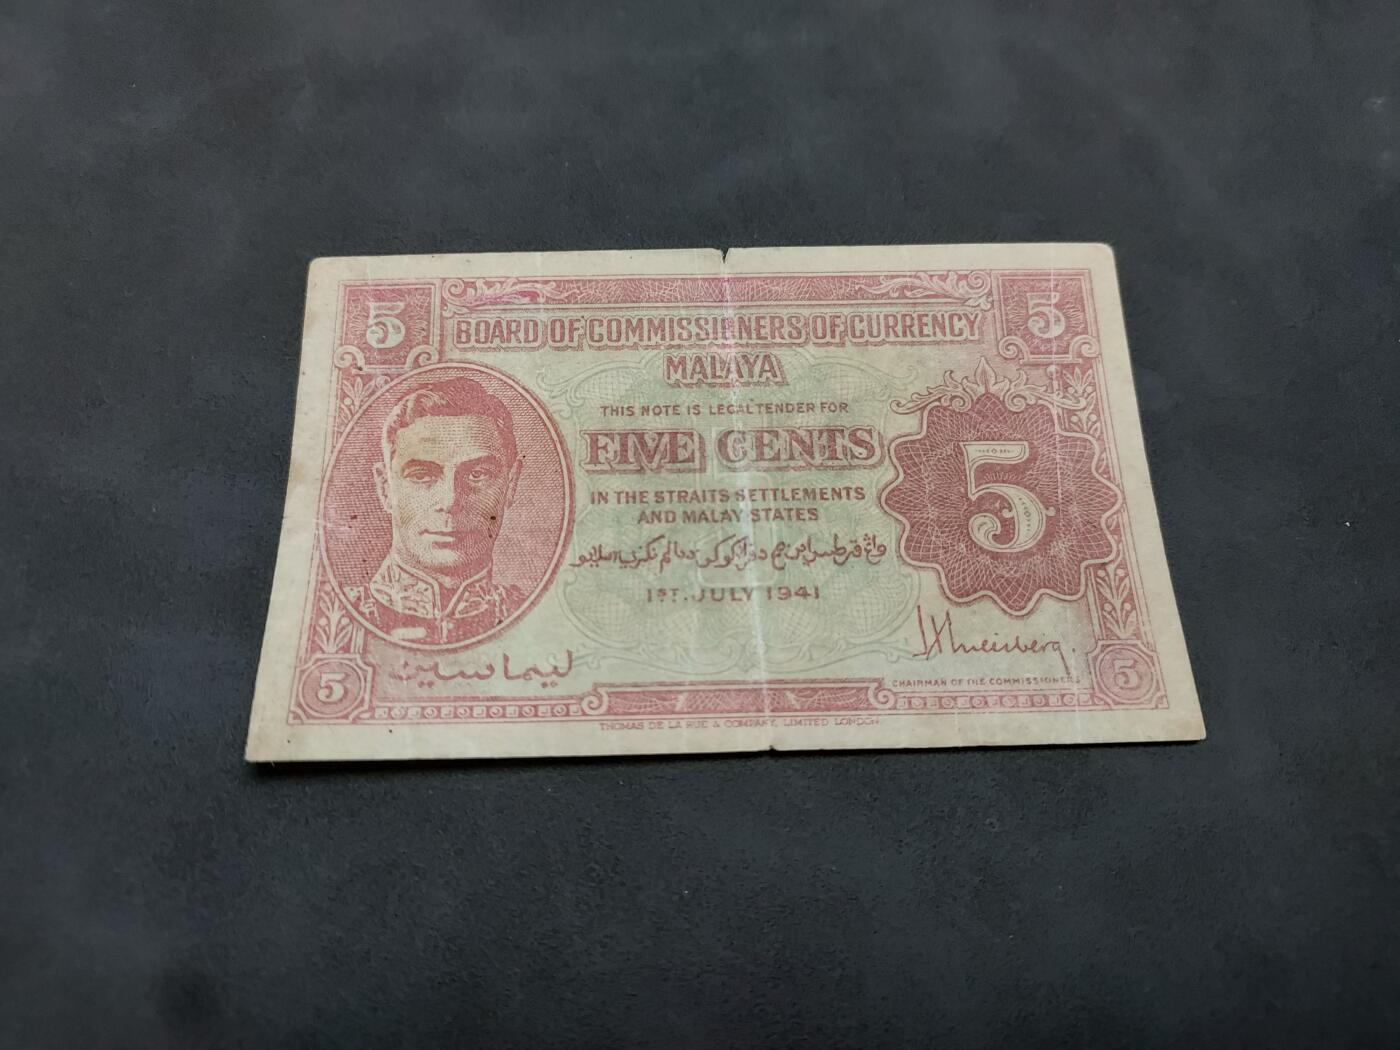 5 5
BOARD OF COMMISSIONERS OF CURRENCY
MALAYA
THIS NOTE IS LEGAL TENDER FOR
FIVE CENTS
5
IN THE STRAITS SETTLEMENTS
AND MALAY STATES
1ST. JULY 1941
ليما سين
CHAIRMAN OF THE COMMISSIONERS
5 5
THOMAS DE LA RUE & COMPANY, LIMITED LONDON.